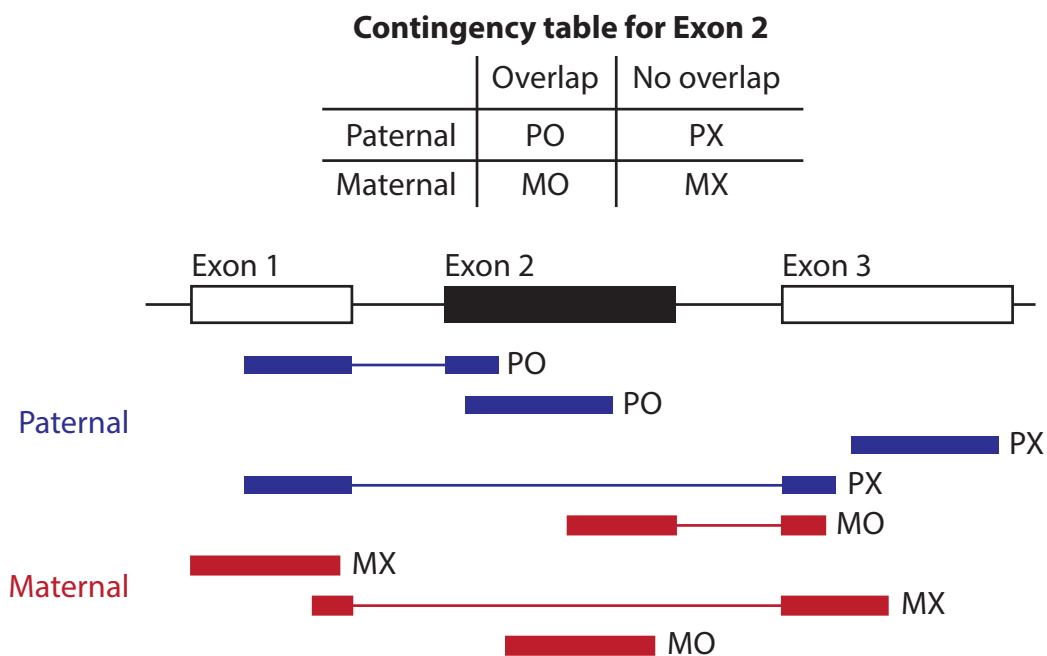 Contingency table for Exon 2
Overlap No overlap
Paternal PO PX
Maternal MO MX
Exon 1 Exon 2 Exon 3
PO
Paternal PO
PX
PX
MO
Maternal MX
MX
MO